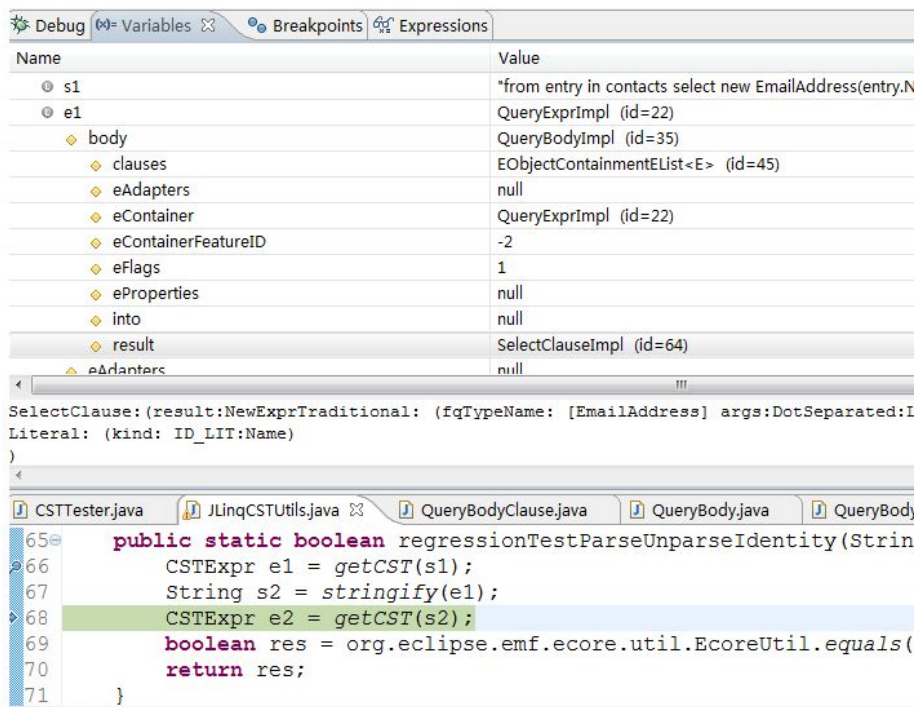 Debug (x)= Variables Breakpoints Expressions
Name Value
s1 "from entry in contacts select new EmailAddress(entry.N
e1 QueryExprImpl (id=22)
body QueryBodyImpl (id=35)
clauses EObjectContainmentEList<E> (id=45)
eAdapters null
eContainer QueryExprImpl (id=22)
eContainerFeatureID -2
eFlags 1
eProperties null
into null
result SelectClauseImpl (id=64)
eAdapters null
SelectClause:(result:NewExprTraditional: (fqTypeName: [EmailAddress] args:DotSeparated:L
Literal: (kind: ID_LIT:Name)
)
CSTTester.java JLinqCSTUtils.java QueryBodyClause.java QueryBody.java QueryBody
65 public static boolean regressionTestParseUnparseIdentity(Strin
66 CSTExpr e1 = getCST(s1);
67 String s2 = stringify(e1);
68 CSTExpr e2 = getCST(s2);
69 boolean res = org.eclipse.emf.ecore.util.EcoreUtil.equals(
70 return res;
71 }